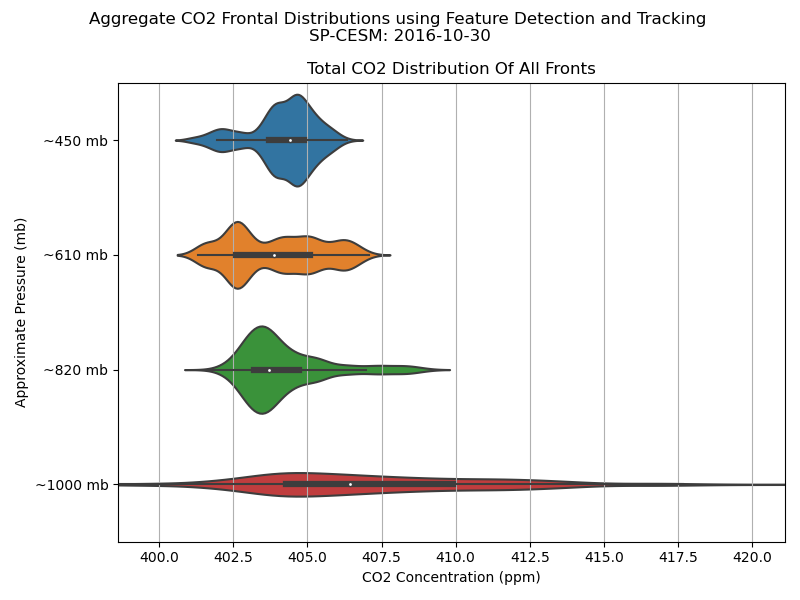 Aggregate CO2 Frontal Distributions using Feature Detection and Tracking
SP-CESM: 2016-10-30
Total CO2 Distribution Of All Fronts
~450 mb
~610 mb
~820 mb
~1000 mb
Approximate Pressure (mb)
400.0 402.5 405.0 407.5 410.0 412.5 415.0 417.5 420.0
CO2 Concentration (ppm)